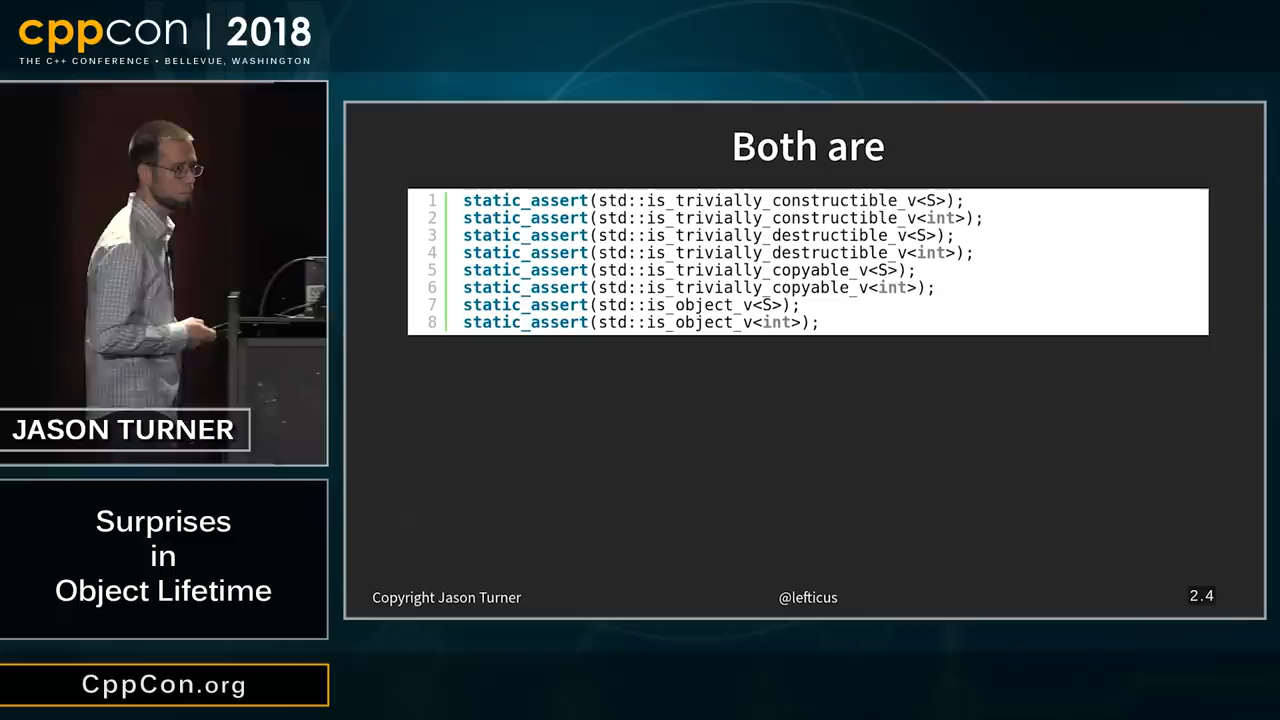 cppcon | 2018
THE C++ CONFERENCE • BELLEVUE, WASHINGTON
JASON TURNER
Surprises
in
Object Lifetime
CppCon.org
Both are
1 static_assert(std::is_trivially_constructible_v<S>);
2 static_assert(std::is_trivially_constructible_v<int>);
3 static_assert(std::is_trivially_destructible_v<S>);
4 static_assert(std::is_trivially_destructible_v<int>);
5 static_assert(std::is_trivially_copyable_v<S>);
6 static_assert(std::is_trivially_copyable_v<int>);
7 static_assert(std::is_object_v<S>);
8 static_assert(std::is_object_v<int>);
Copyright Jason Turner
@lefticus
2.4